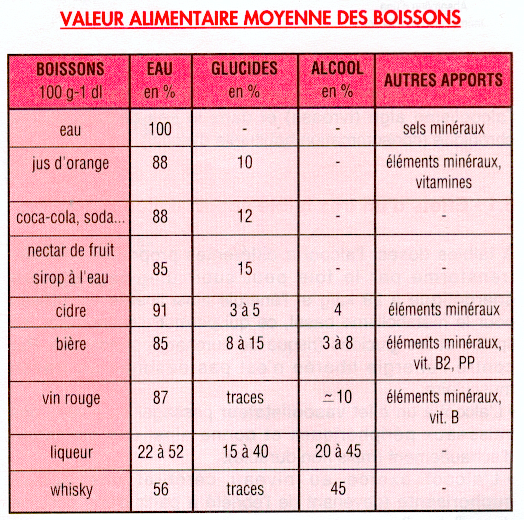 VALEUR ALIMENTAIRE MOYENNE DES BOISSONS
BOISSONS EAU GLUCIDES ALCOOL AUTRES APPORTS
100 g-1 dl en % en % en %
eau 100 - - sels minéraux
jus d'orange 88 10 - éléments minéraux,
vitamines
coca-cola, soda... 88 12 - -
nectar de fruit
sirop à l'eau 85 15 - -
cidre 91 3 à 5 4 éléments minéraux
bière 85 8 à 15 3 à 8 éléments minéraux,
vit. B2, PP
vin rouge 87 traces ≃ 10 éléments minéraux,
vit. B
liqueur 22 à 52 15 à 40 20 à 45 -
whisky 56 traces 45 -